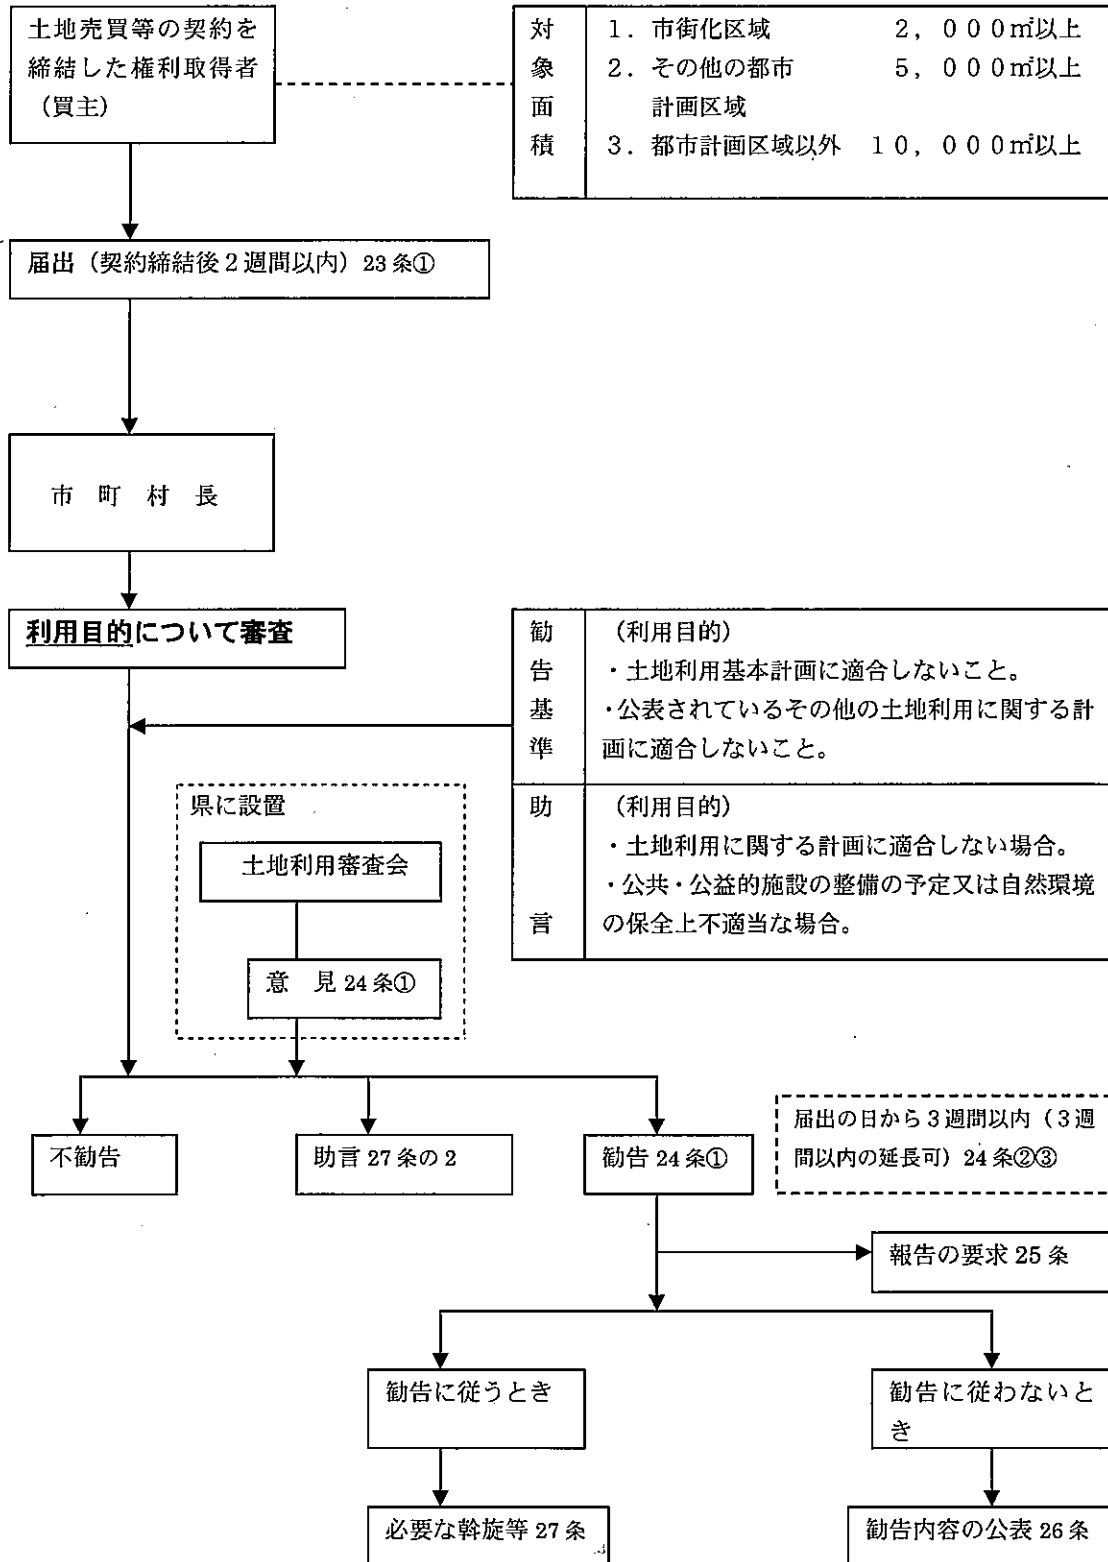 土地売買等の契約を
締結した権利取得者
（買主）
対象面積
1．市街化区域　2，000㎡以上
2．その他の都市　5，000㎡以上
計画区域
3．都市計画区域以外　10，000㎡以上
届出（契約締結後2週間以内）23条①
市 町 村 長
利用目的について審査
勧告基準
（利用目的）
・土地利用基本計画に適合しないこと。
・公表されているその他の土地利用に関する計
画に適合しないこと。
助言
（利用目的）
・土地利用に関する計画に適合しない場合。
・公共・公益的施設の整備の予定又は自然環境
の保全上不適当な場合。
県に設置
土地利用審査会
意　見 24条①
不勧告
助言 27条の2
勧告 24条①
届出の日から3週間以内（3週
間以内の延長可）24条②③
報告の要求 25条
勧告に従うとき
勧告に従わないと
き
必要な斡旋等 27条
勧告内容の公表 26条